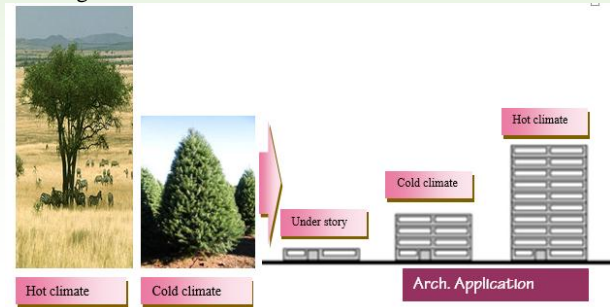 Hot climate
Cold climate
Under story
Hot climate
Cold climate
Arch. Application